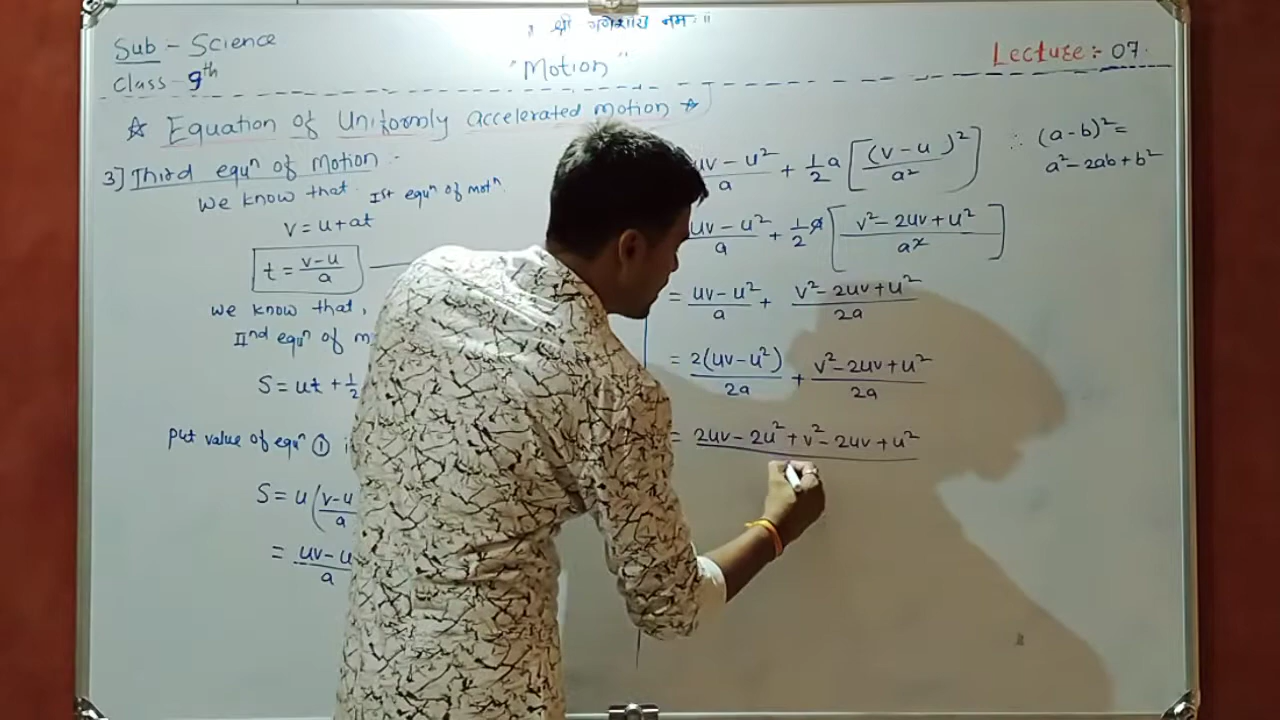 ॥ श्री गणेशाय नमः॥
Sub - Science
Class - 9th
"Motion"
Lecture :- 07.
☆ Equation of Uniformly accelerated motion ☆
3] Third equⁿ of Motion :-
We know that Ist equⁿ of motⁿ.
v = u+at
t = (v-u)/a
We know that,
IInd equⁿ of m
S = ut + 1/2
Put value of equⁿ ①
S = u (v-u/a
= uv-u/a
uv - u²/a + 1/2 a [(v-u)²/a²]
∴ (a-b)² =
a² - 2ab + b²
uv - u²/a + 1/2 a [v² - 2uv + u²/a²]
= uv - u²/a + v² - 2uv + u²/2a
= 2(uv - u²)/2a + v² - 2uv + u²/2a
= 2uv - 2u² + v² - 2uv + u²